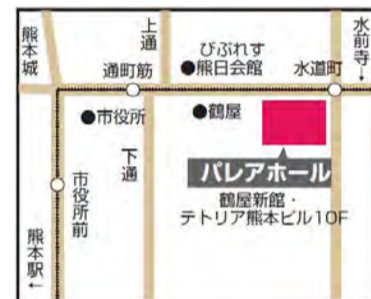 熊本城
上通
びぷれす
●熊日会館
水前寺→
通町筋
水道町
●市役所
●鶴屋
下通
パレアホール
鶴屋新館・
テトリア熊本ビル10F
市役所前
熊本駅←